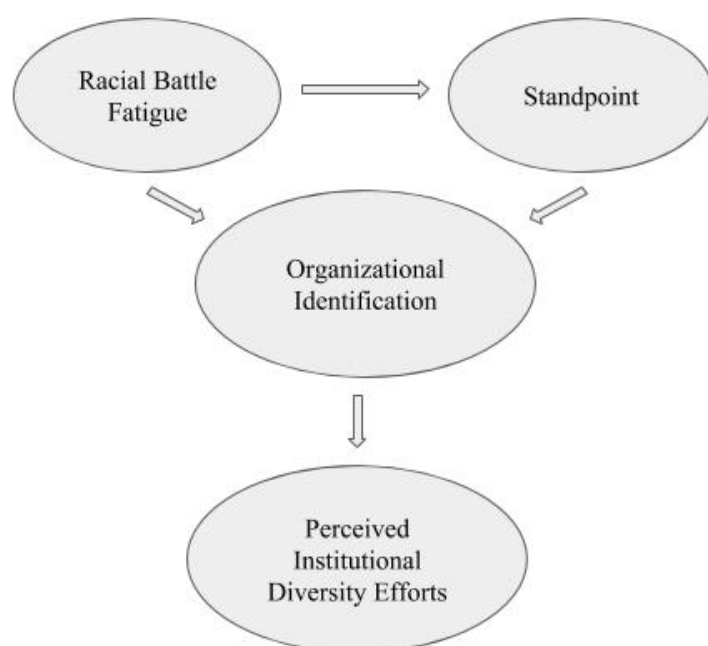 Racial Battle
Fatigue
Standpoint
Organizational
Identification
Perceived
Institutional
Diversity Efforts